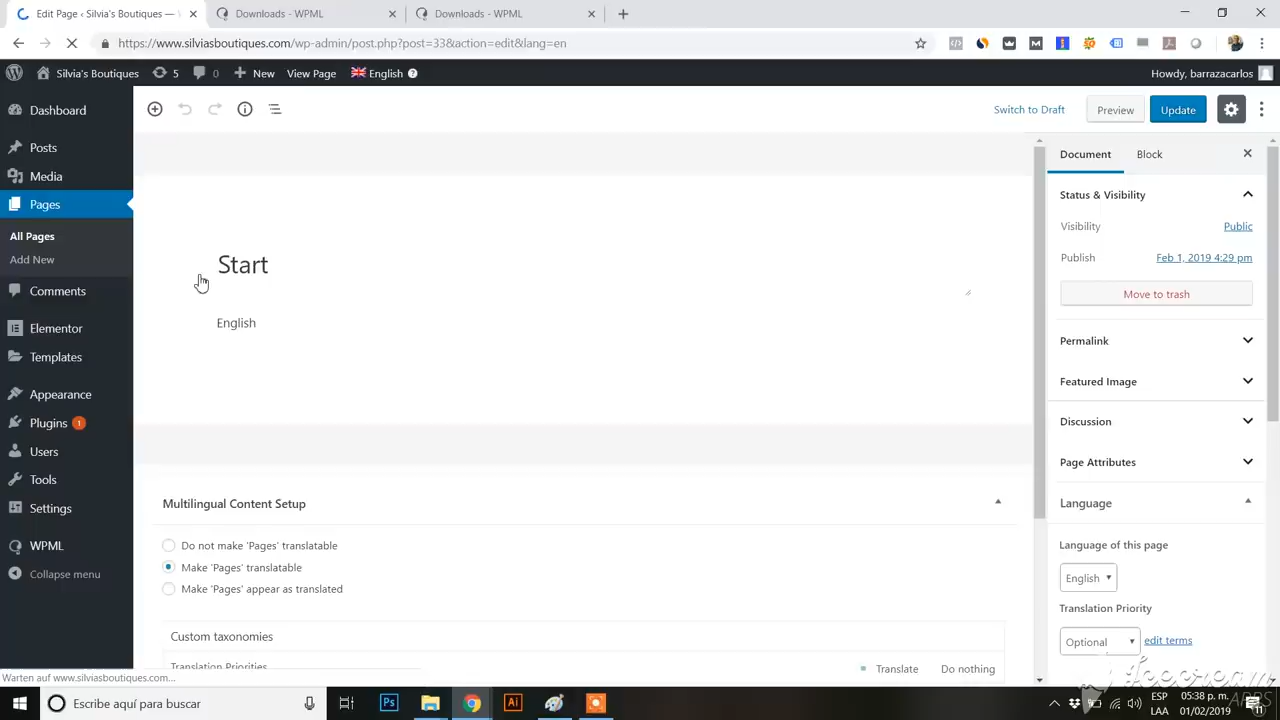 Edit Page ‹ Silvia's Boutiques —
Downloads - WPML
Downloads - WPML
https://www.silviasboutiques.com/wp-admin/post.php?post=33&action=edit&lang=en
Silvia's Boutiques
5
0
New
View Page
English
Howdy, barrazacarlos
Dashboard
Posts
Media
Pages
All Pages
Add New
Comments
Elementor
Templates
Appearance
Plugins 1
Users
Tools
Settings
WPML
Collapse menu
Switch to Draft
Preview
Update
Start
English
Multilingual Content Setup
Do not make 'Pages' translatable
Make 'Pages' translatable
Make 'Pages' appear as translated
Custom taxonomies
Translation Priorities
Translate
Do nothing
Document
Block
Status & Visibility
Visibility
Public
Publish
Feb 1, 2019 4:29 pm
Move to trash
Permalink
Featured Image
Discussion
Page Attributes
Language
Language of this page
English
Translation Priority
Optional
edit terms
Warten auf www.silviasboutiques.com...
Escribe aquí para buscar
ESP
LAA
05:38 p. m.
01/02/2019
Icecream
APPS